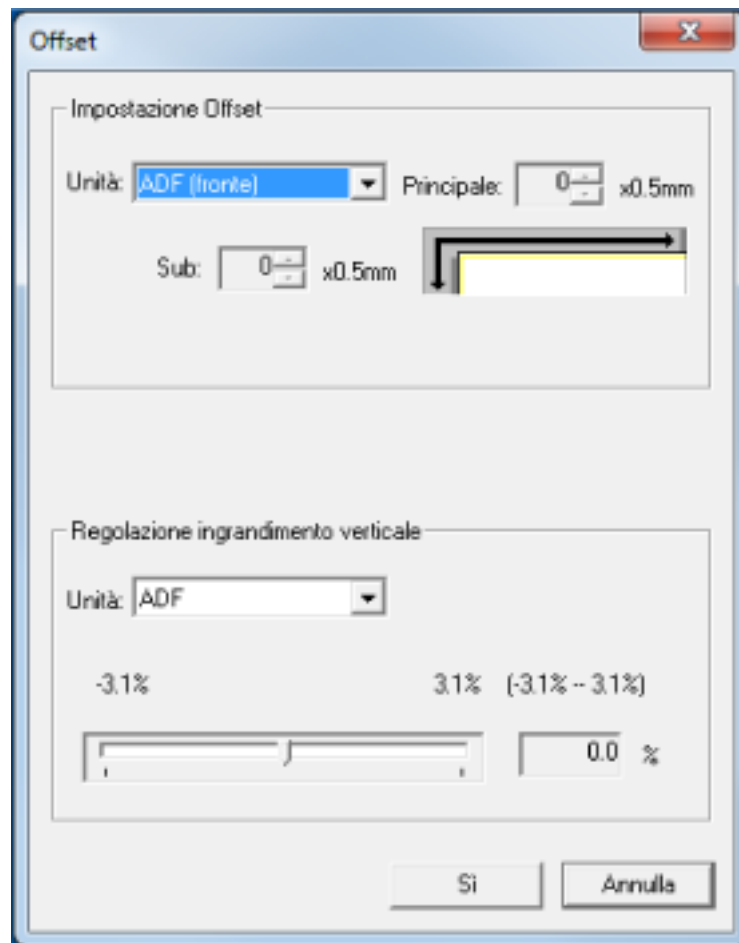 Offset
Impostazione Offset
Unità: ADF (fronte) Principale: 0 x0.5mm
Sub: 0 x0.5mm
Regolazione ingrandimento verticale
Unità: ADF
-3.1% 3.1% (-3.1% -- 3.1%)
0.0 %
Sì Annulla